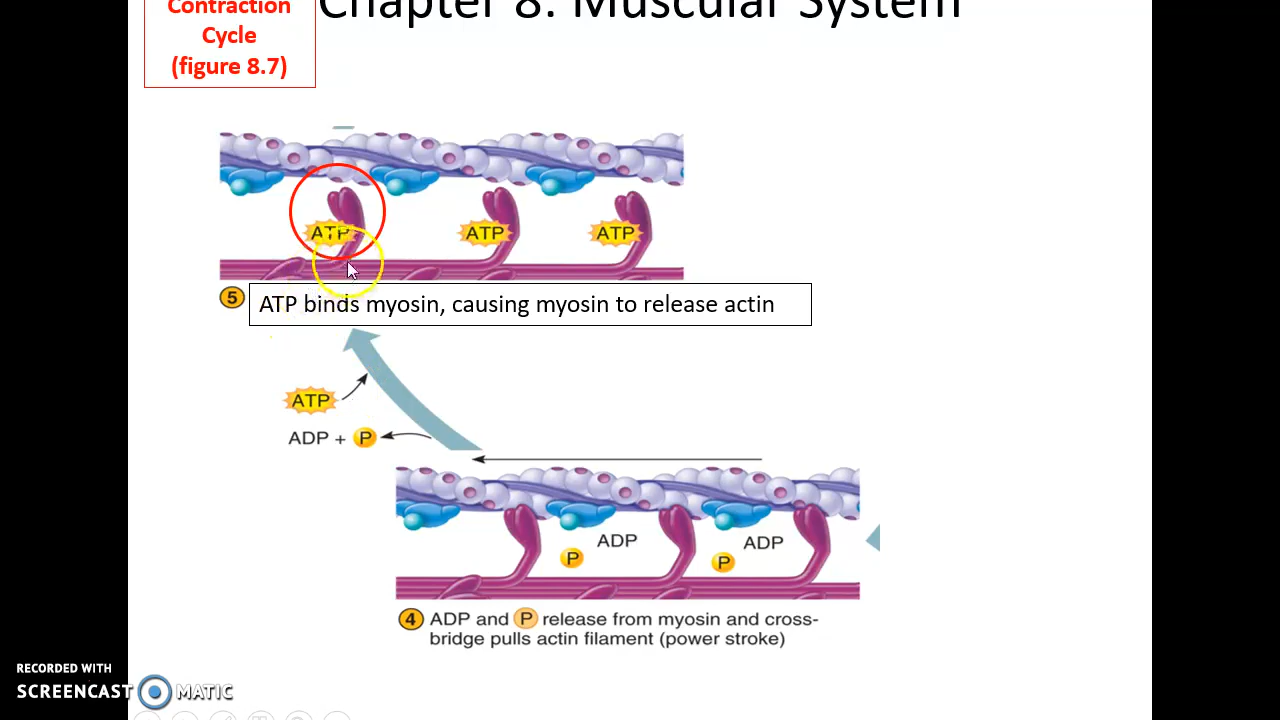 Chapter 8: Muscular System
Contraction
Cycle
(figure 8.7)
ATP ATP ATP
5 ATP binds myosin, causing myosin to release actin
ATP
ADP + P
ADP ADP
P P
4 ADP and P release from myosin and cross-
bridge pulls actin filament (power stroke)
RECORDED WITH
SCREENCAST MATIC